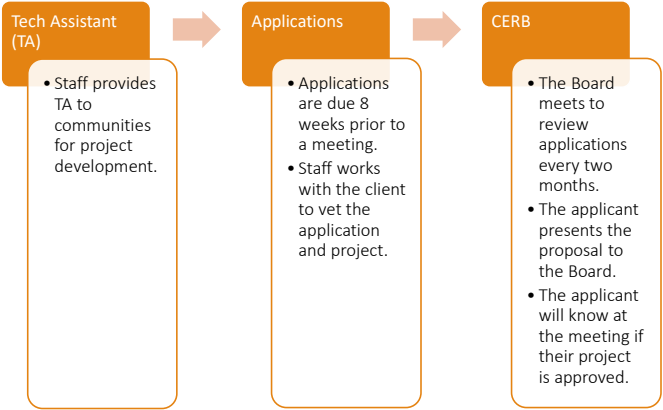 Tech Assistant
(TA)
• Staff provides
TA to
communities
for project
development.
Applications
• Applications
are due 8
weeks prior to
a meeting.
• Staff works
with the client
to vet the
application
and project.
CERB
• The Board
meets to
review
applications
every two
months.
• The applicant
presents the
proposal to
the Board.
• The applicant
will know at
the meeting if
their project
is approved.